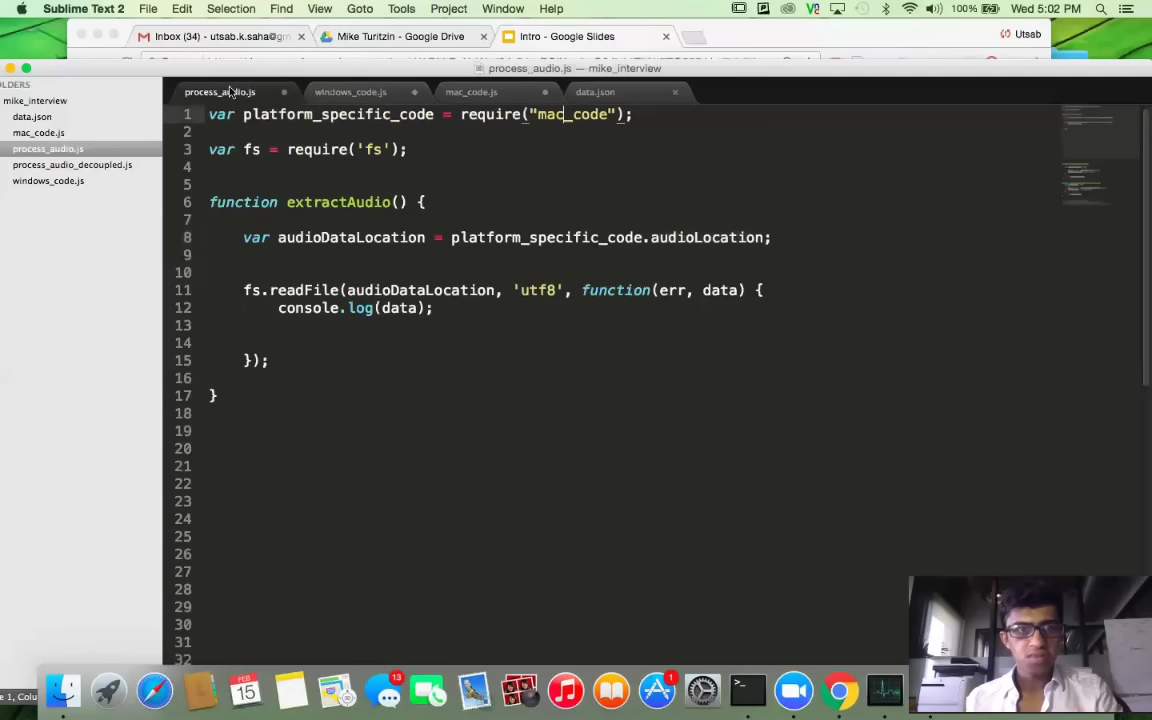 Sublime Text 2 File Edit Selection Find View Goto Tools Project Window Help 100% Wed 5:02 PM
Inbox (34) - utsab.k.saha@gm Mike Turitzin - Google Drive Intro - Google Slides Utsab
process_audio.js — mike_interview
OLDERS
mike_interview
data.json
mac_code.js
process_audio.js
process_audio_decoupled.js
windows_code.js
process_audio.js windows_code.js mac_code.js data.json
1 var platform_specific_code = require("mac_code");
2
3 var fs = require('fs');
4
5
6 function extractAudio() {
7
8 var audioDataLocation = platform_specific_code.audioLocation;
9
10
11 fs.readFile(audioDataLocation, 'utf8', function(err, data) {
12 console.log(data);
13
14
15 });
16
17 }
18
19
20
21
22
23
24
25
26
27
28
29
30
31
32
e 1, Colu
13
FEB
15
1